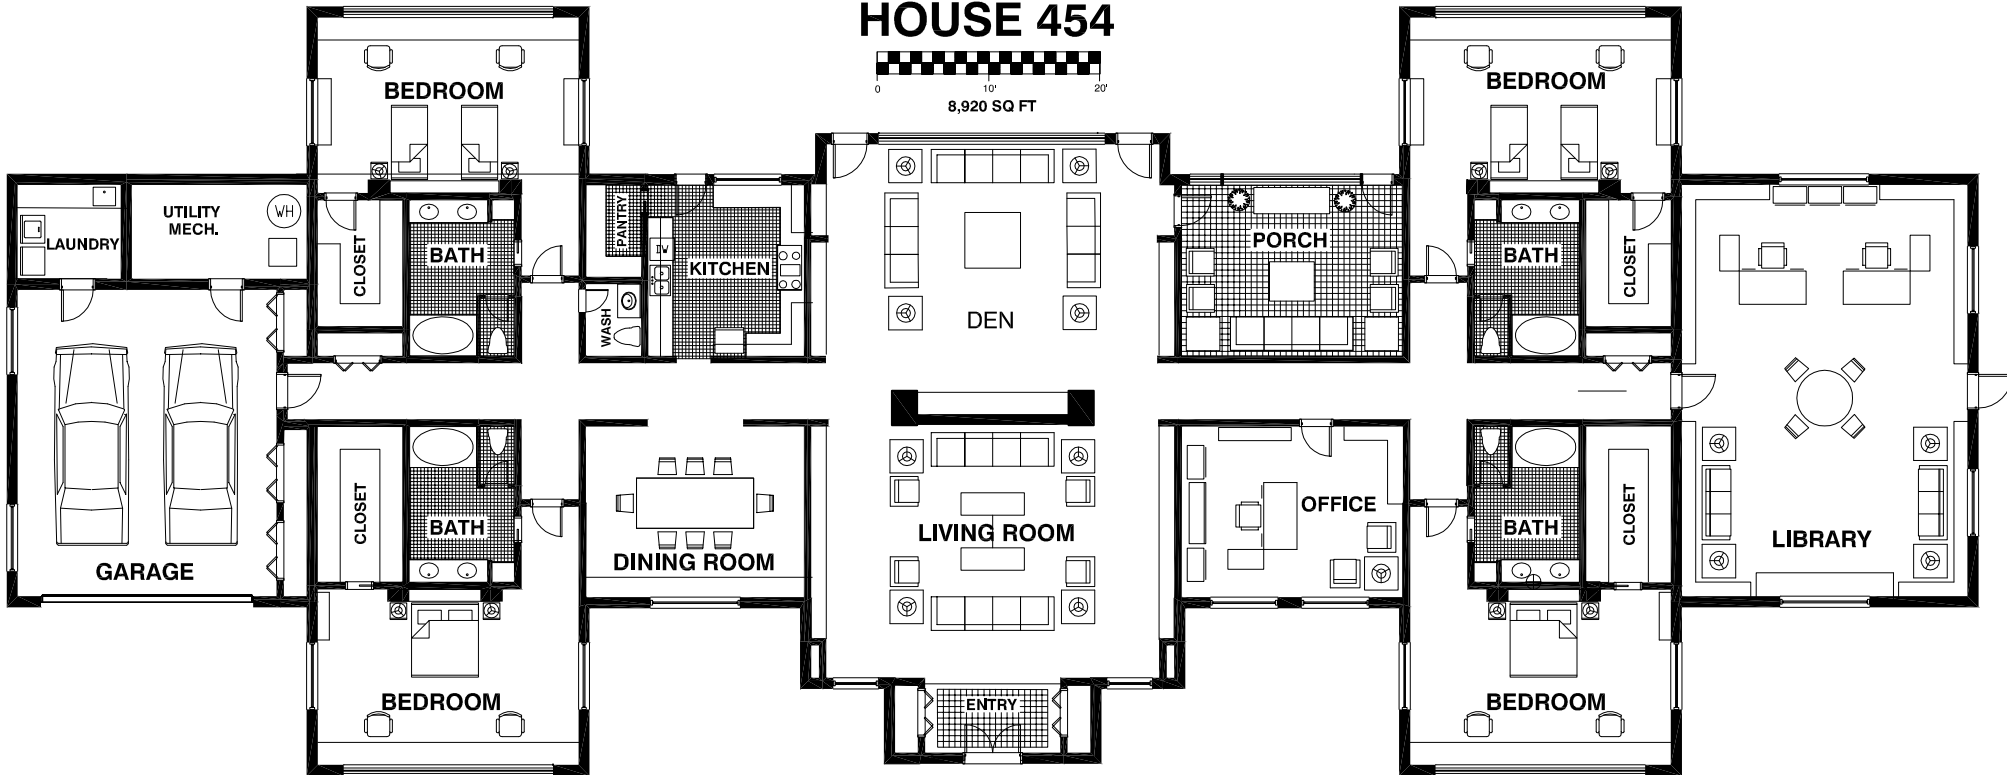 HOUSE 454
0 10' 20'
8,920 SQ FT
BEDROOM
BEDROOM
LAUNDRY
UTILITY
MECH.
WH
CLOSET
BATH
PANTRY
DW
KITCHEN
WASH
DEN
PORCH
BATH
CLOSET
GARAGE
CLOSET
BATH
DINING ROOM
LIVING ROOM
OFFICE
BATH
CLOSET
LIBRARY
BEDROOM
ENTRY
BEDROOM